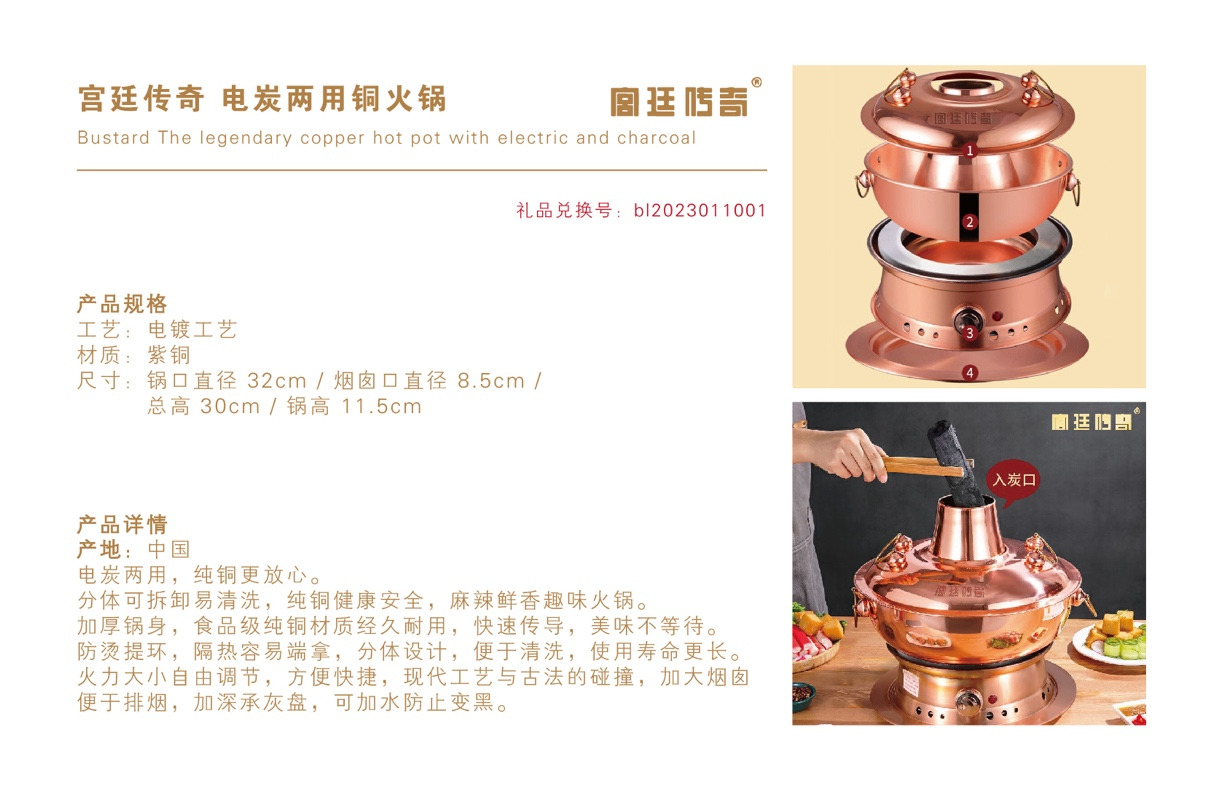 宫廷传奇 电炭两用铜火锅
宫廷传奇®
Bustard The legendary copper hot pot with electric and charcoal
礼品兑换号：bl2023011001
产品规格
工艺：电镀工艺
材质：紫铜
尺寸：锅口直径 32cm / 烟囱口直径 8.5cm /
总高 30cm / 锅高 11.5cm
产品详情
产地：中国
电炭两用，纯铜更放心。
分体可拆卸易清洗，纯铜健康安全，麻辣鲜香趣味火锅。
加厚锅身，食品级纯铜材质经久耐用，快速传导，美味不等待。
防烫提环，隔热容易端拿，分体设计，便于清洗，使用寿命更长。
火力大小自由调节，方便快捷，现代工艺与古法的碰撞，加大烟囱
便于排烟，加深承灰盘，可加水防止变黑。
宫廷传奇
1
2
3
4
宫廷传奇®
入炭口
宫廷传奇